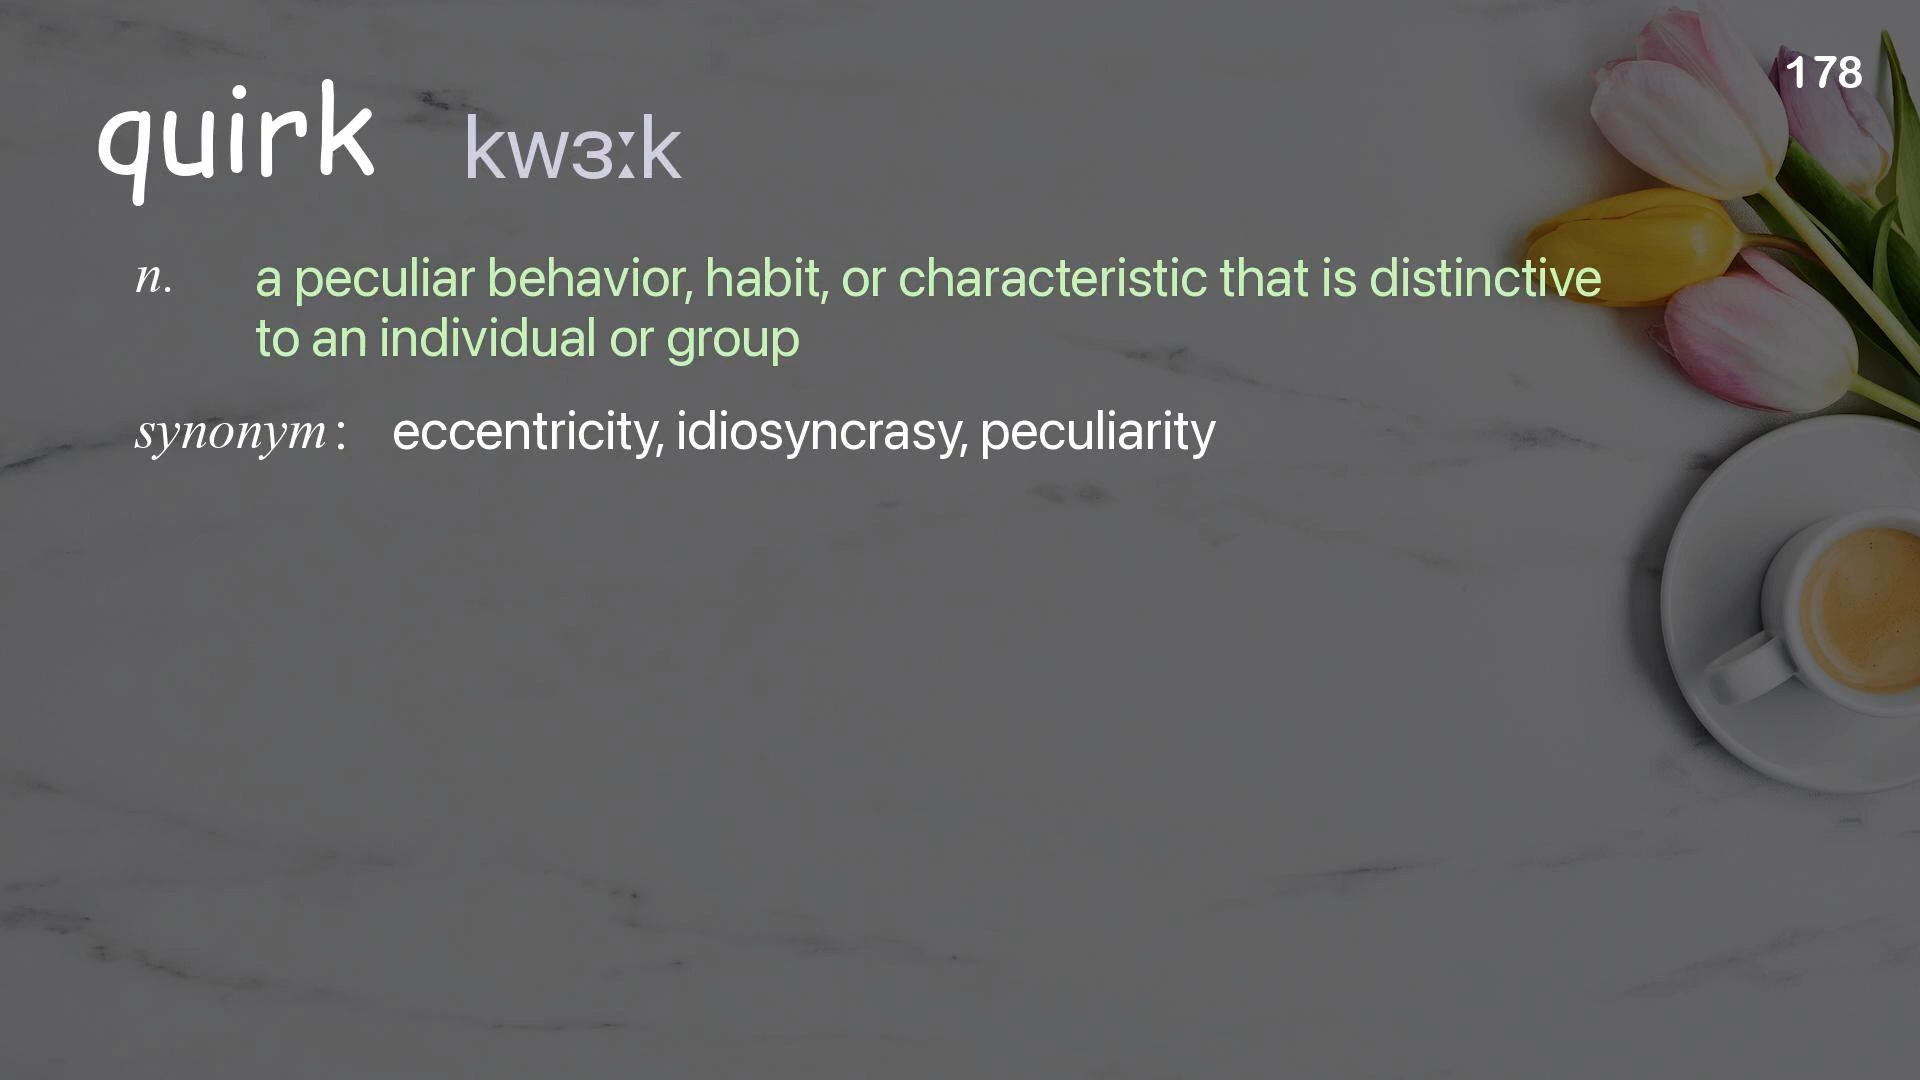 178
quirk kwɜːk
n. a peculiar behavior, habit, or characteristic that is distinctive
to an individual or group
synonym: eccentricity, idiosyncrasy, peculiarity